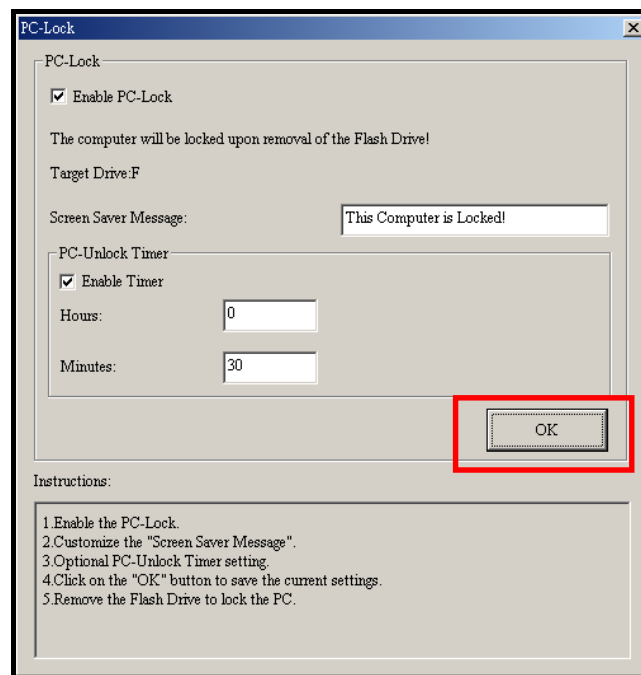 PC-Lock
PC-Lock
Enable PC-Lock
The computer will be locked upon removal of the Flash Drive!
Target Drive:F
Screen Saver Message: This Computer is Locked!
PC-Unlock Timer
Enable Timer
Hours: 0
Minutes: 30
OK
Instructions:
1.Enable the PC-Lock.
2.Customize the "Screen Saver Message".
3.Optional PC-Unlock Timer setting.
4.Click on the "OK" button to save the current settings.
5.Remove the Flash Drive to lock the PC.